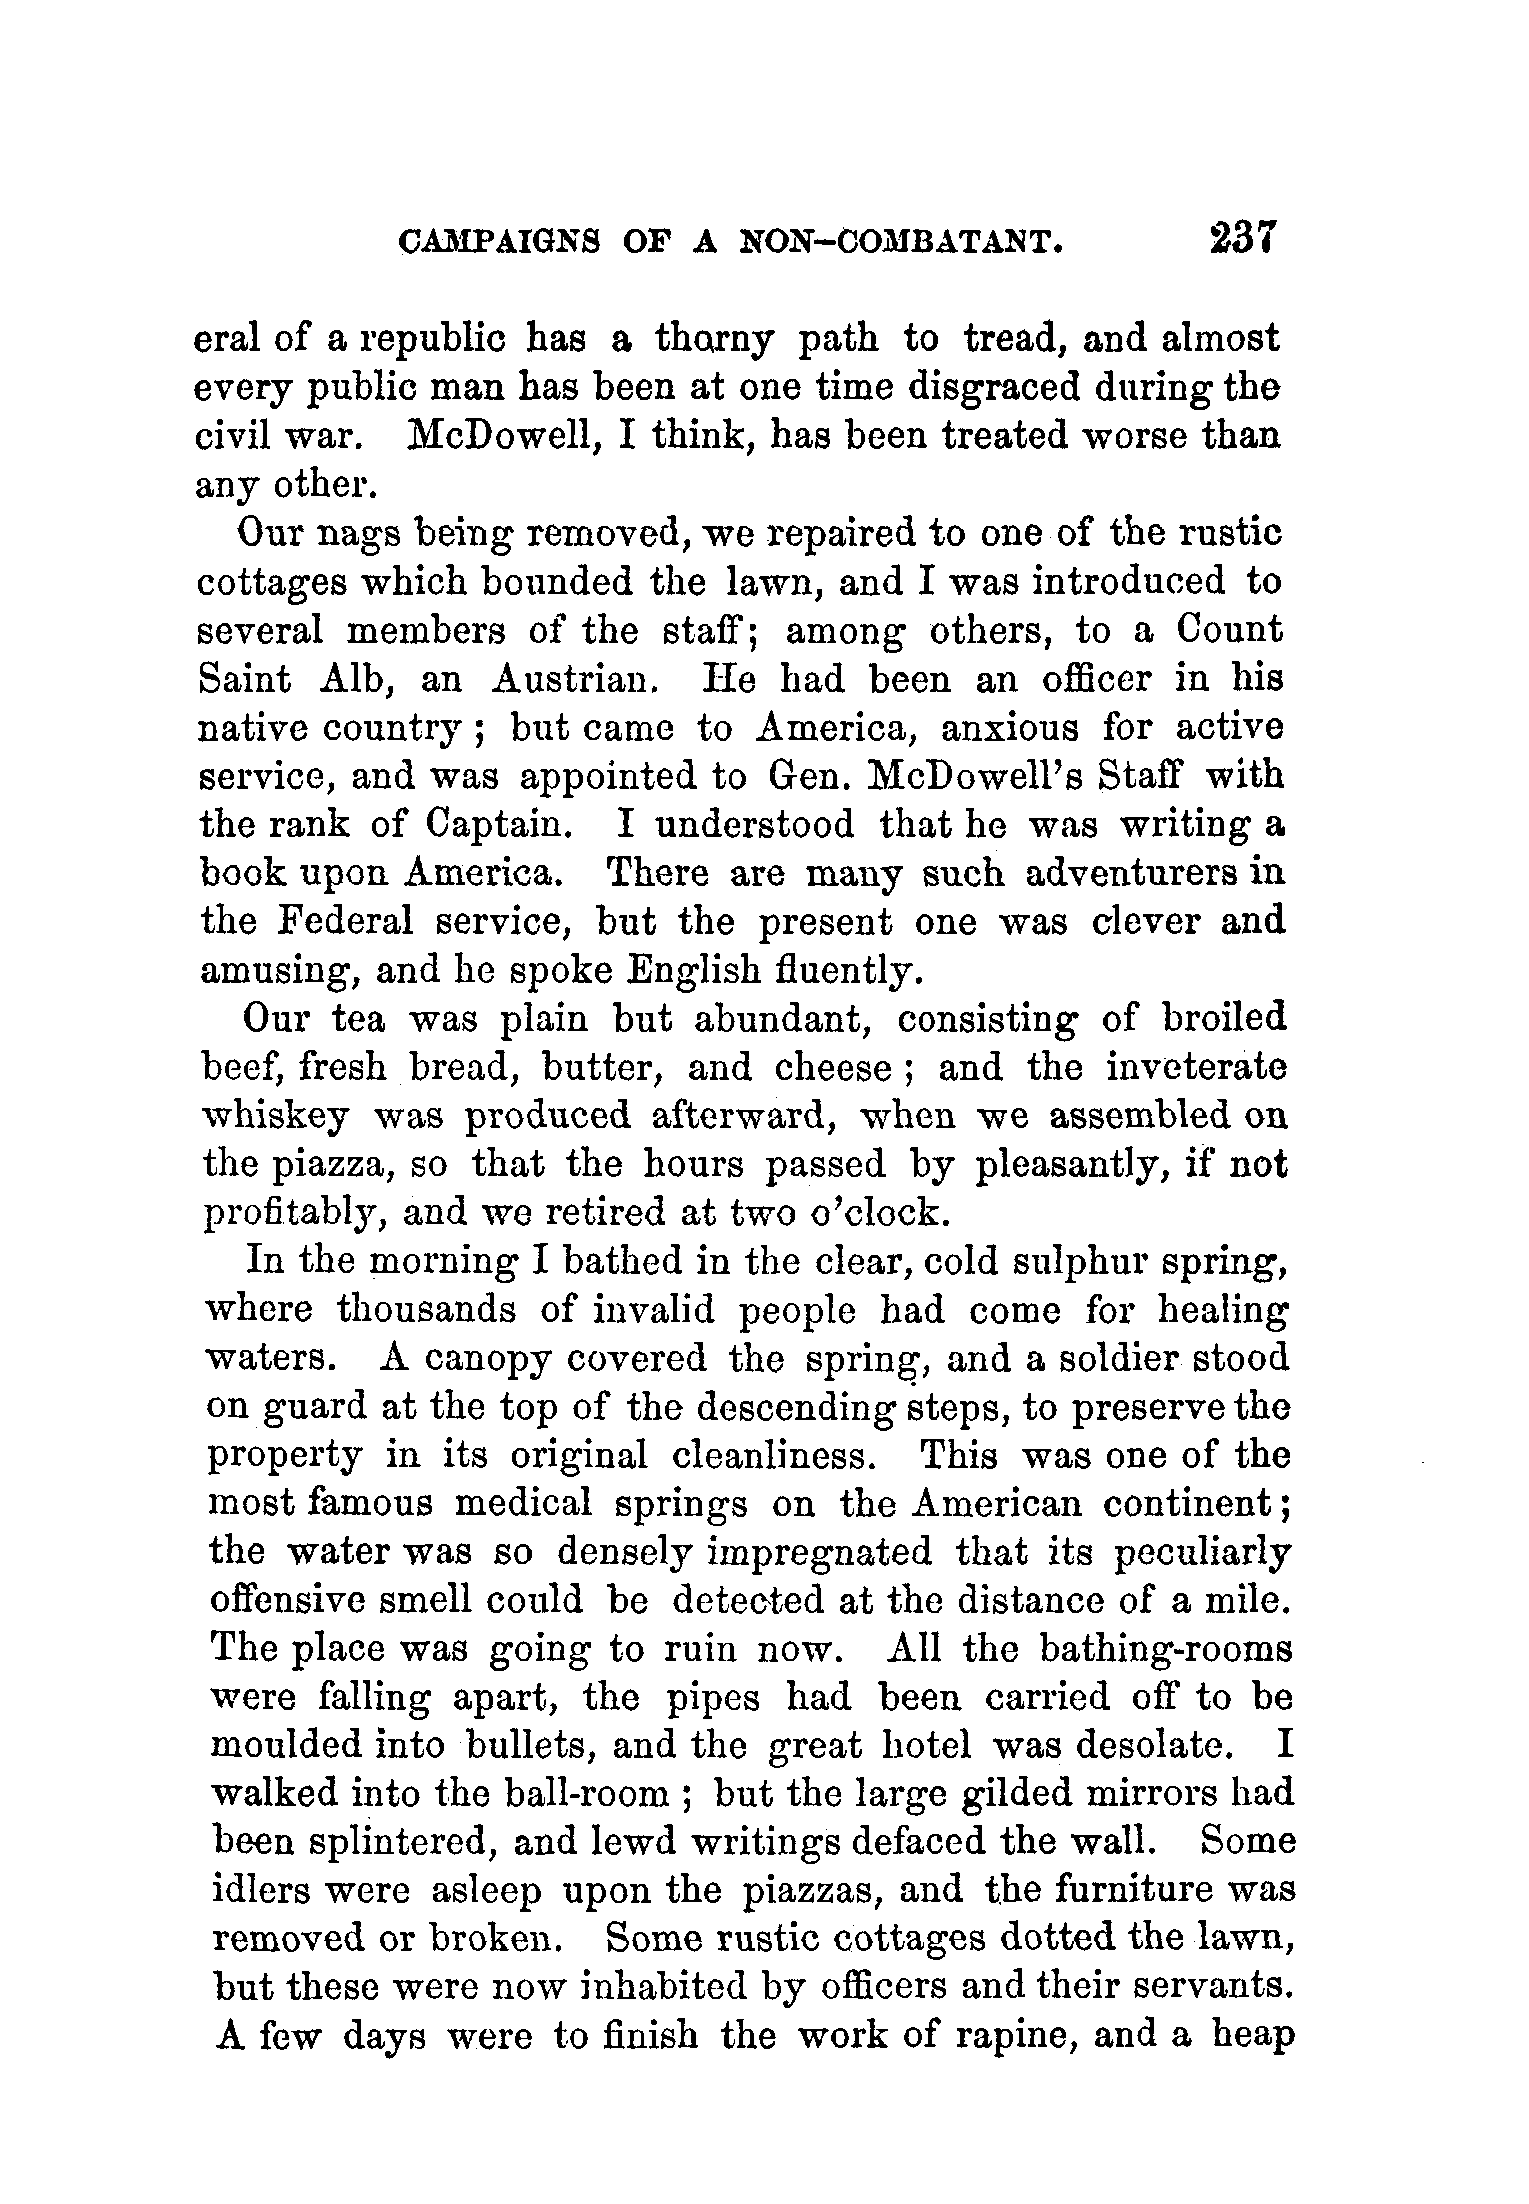 CAMPAIGNS OF A NON-COMBATANT. 237
eral of a republic has a thorny path to tread, and almost
every public man has been at one time disgraced during the
civil war. McDowell, I think, has been treated worse than
any other.
Our nags being removed, we repaired to one of the rustic
cottages which bounded the lawn, and I was introduced to
several members of the staff; among others, to a Count
Saint Alb, an Austrian. He had been an officer in his
native country ; but came to America, anxious for active
service, and was appointed to Gen. McDowell's Staff with
the rank of Captain. I understood that he was writing a
book upon America. There are many such adventurers in
the Federal service, but the present one was clever and
amusing, and he spoke English fluently.
Our tea was plain but abundant, consisting of broiled
beef, fresh bread, butter, and cheese ; and the inveterate
whiskey was produced afterward, when we assembled on
the piazza, so that the hours passed by pleasantly, if not
profitably, and we retired at two o'clock.
In the morning I bathed in the clear, cold sulphur spring,
where thousands of invalid people had come for healing
waters. A canopy covered the spring, and a soldier stood
on guard at the top of the descending steps, to preserve the
property in its original cleanliness. This was one of the
most famous medical springs on the American continent;
the water was so densely impregnated that its peculiarly
offensive smell could be detected at the distance of a mile.
The place was going to ruin now. All the bathing-rooms
were falling apart, the pipes had been carried off to be
moulded into bullets, and the great hotel was desolate. I
walked into the ball-room ; but the large gilded mirrors had
been splintered, and lewd writings defaced the wall. Some
idlers were asleep upon the piazzas, and the furniture was
removed or broken. Some rustic cottages dotted the lawn,
but these were now inhabited by officers and their servants.
A few days were to finish the work of rapine, and a heap